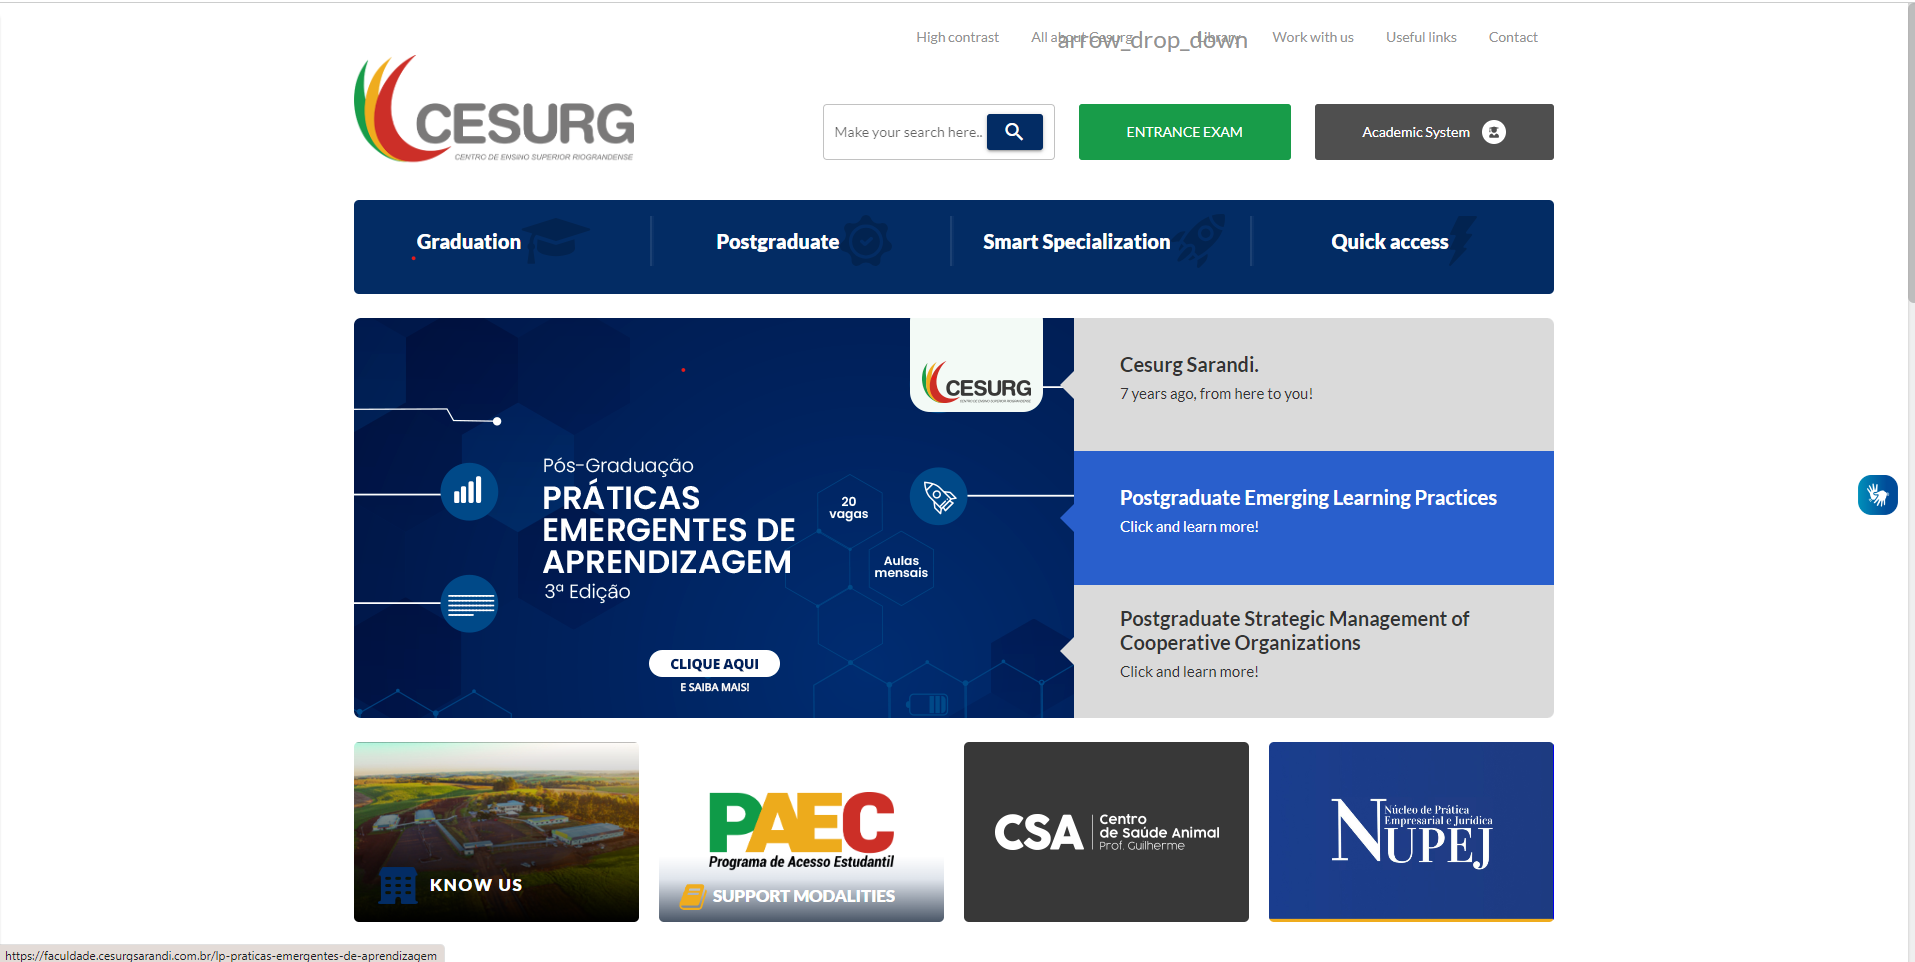 High contrast
All about Cesurg
arrow_drop_down
Library
Work with us
Useful links
Contact
CESURG
CENTRO DE ENSINO SUPERIOR RIOGRANDENSE
Make your search here..
ENTRANCE EXAM
Academic System
Graduation
Postgraduate
Smart Specialization
Quick access
CESURG
CENTRO DE ENSINO SUPERIOR RIOGRANDENSE
Pós-Graduação
PRÁTICAS
EMERGENTES DE
APRENDIZAGEM
3ª Edição
20
vagas
Aulas
mensais
CLIQUE AQUI
E SAIBA MAIS!
Cesurg Sarandi.
7 years ago, from here to you!
Postgraduate Emerging Learning Practices
Click and learn more!
Postgraduate Strategic Management of
Cooperative Organizations
Click and learn more!
KNOW US
PAEC
Programa de Acesso Estudantil
SUPPORT MODALITIES
CSA
Centro
de Saúde Animal
Prof. Guilherme
Núcleo de Prática
Empresarial e Jurídica
NUPEJ
https://faculdade.cesurgsarandi.com.br/lp-praticas-emergentes-de-aprendizagem